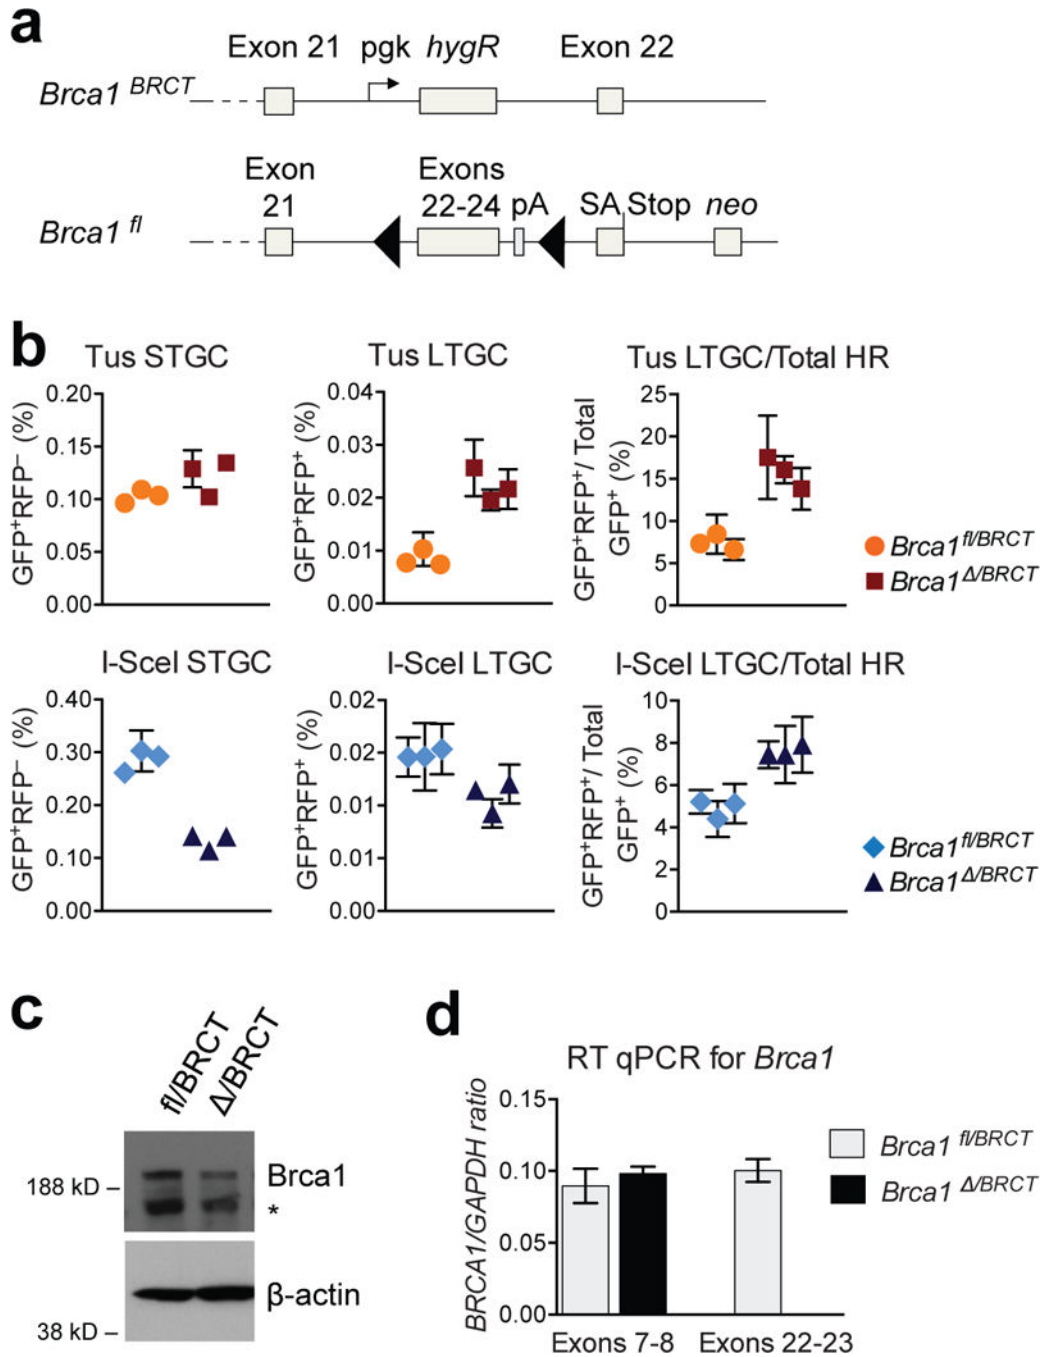 a
Exon 21 pgk hygR Exon 22
Brca1 BRCT
Exon 21 Exons 22-24 pA SA Stop neo
Brca1 fl
b
Tus STGC
GFP+RFP– (%)
0.20
0.15
0.10
0.05
0.00
Tus LTGC
GFP+RFP+ (%)
0.04
0.03
0.02
0.01
0.00
Tus LTGC/Total HR
GFP+RFP+/ Total
GFP+ (%)
25
20
15
10
5
0
Brca1 fl/BRCT
Brca1 Δ/BRCT
I-SceI STGC
GFP+RFP– (%)
0.40
0.30
0.20
0.10
0.00
I-SceI LTGC
GFP+RFP+ (%)
0.02
0.02
0.01
0.01
0.00
I-SceI LTGC/Total HR
GFP+RFP+/ Total
GFP+ (%)
10
8
6
4
2
0
Brca1 fl/BRCT
Brca1 Δ/BRCT
c
fl/BRCT
Δ/BRCT
Brca1
188 kD –
*
β-actin
38 kD –
d
RT qPCR for Brca1
BRCA1/GAPDH ratio
0.15
0.10
0.05
0.00
Exons 7-8 Exons 22-23
Brca1 fl/BRCT
Brca1 Δ/BRCT